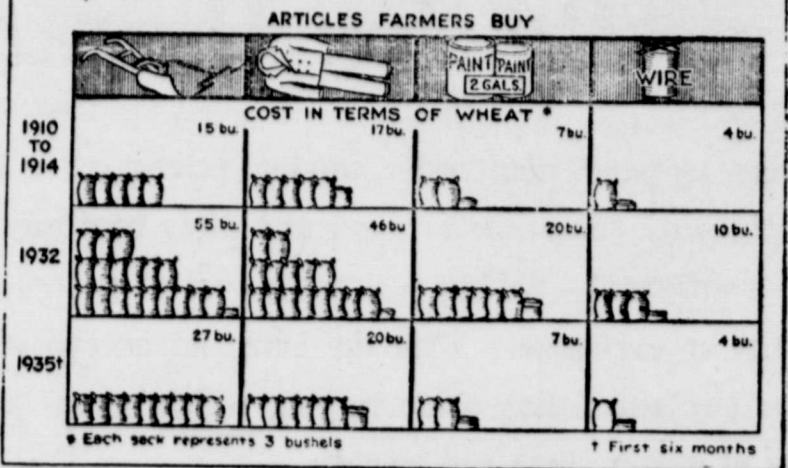 ARTICLES FARMERS BUY
PAINT PAINT
2 GALS.
WIRE
COST IN TERMS OF WHEAT *
1910 TO 1914
15 bu. 17 bu. 7 bu. 4 bu.
1932
55 bu. 46 bu 20 bu. 10 bu.
1935†
27 bu. 20 bu. 7 bu. 4 bu.
* Each sack represents 3 bushels
† First six months